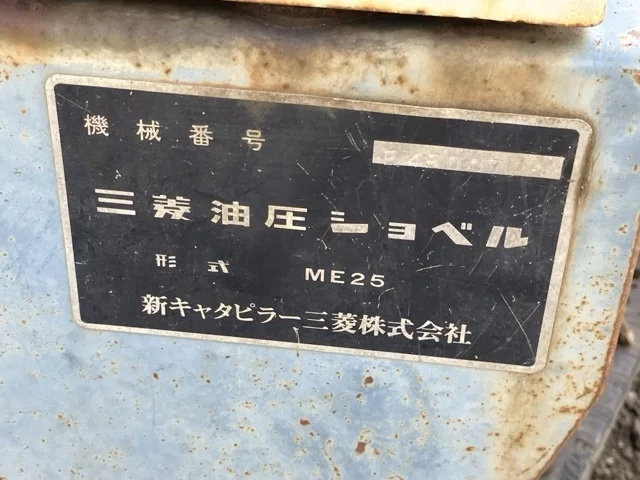 機械番号
三菱油圧ショベル
形式 ME25
新キャタピラー三菱株式会社